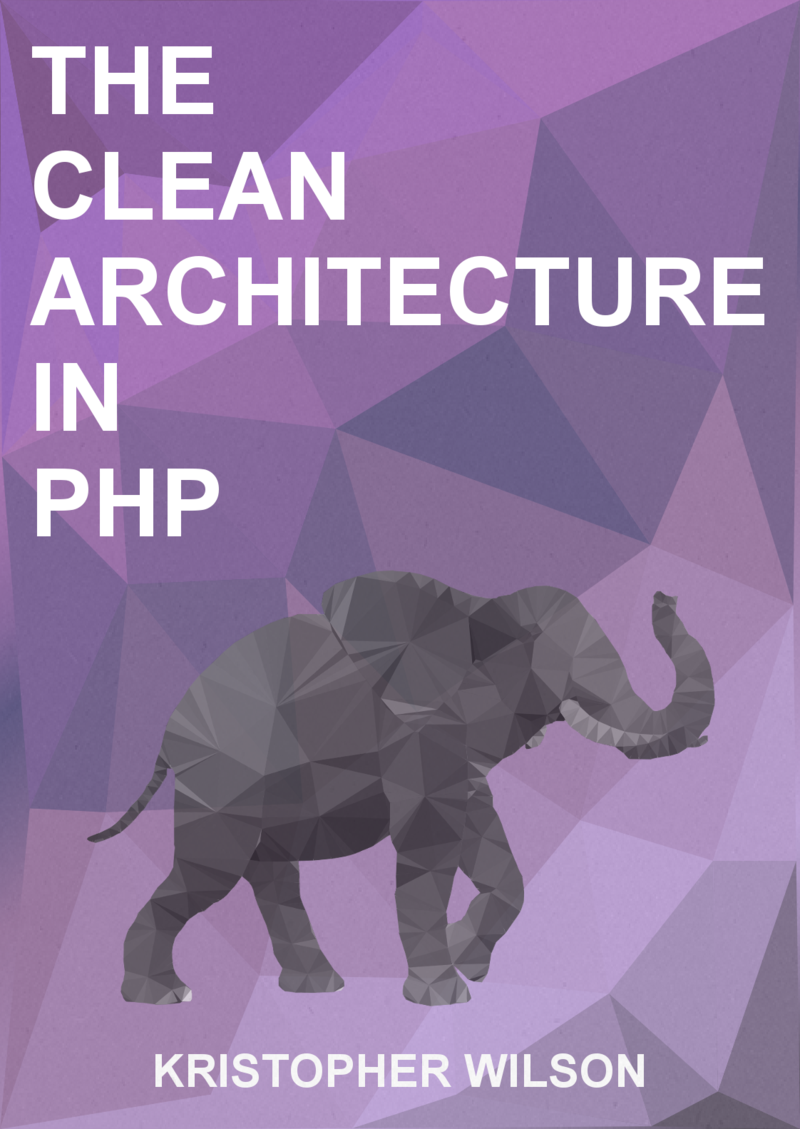 THE
CLEAN
ARCHITECTURE
IN
PHP
KRISTOPHER WILSON